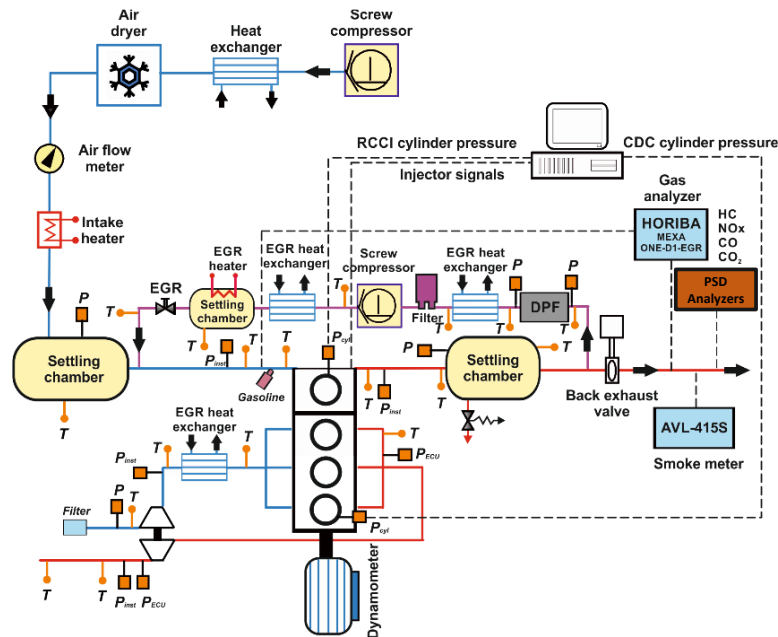 Air
dryer
Heat
exchanger
Screw
compressor
RCCI cylinder pressure
CDC cylinder pressure
Injector signals
Air flow
meter
Gas
analyzer
HORIBA
MEXA
ONE-D1-EGR
HC
NOx
CO
CO2
PSD
Analyzers
Intake
heater
EGR
EGR
heater
EGR heat
exchanger
Screw
compressor
EGR heat
exchanger
P
P
T
P
T
Settling
chamber
T
Filter
T
T
DPF
T
Settling
chamber
T
T
Pinst
T
T
Pcyl
P
Settling
chamber
T
Gasoline
T
Pinst
T
Back exhaust
valve
AVL-415S
Smoke meter
EGR heat
exchanger
Pinst
T
T
T
PECU
Filter
P
T
Pcyl
T
T
Pinst
PECU
Dynamometer